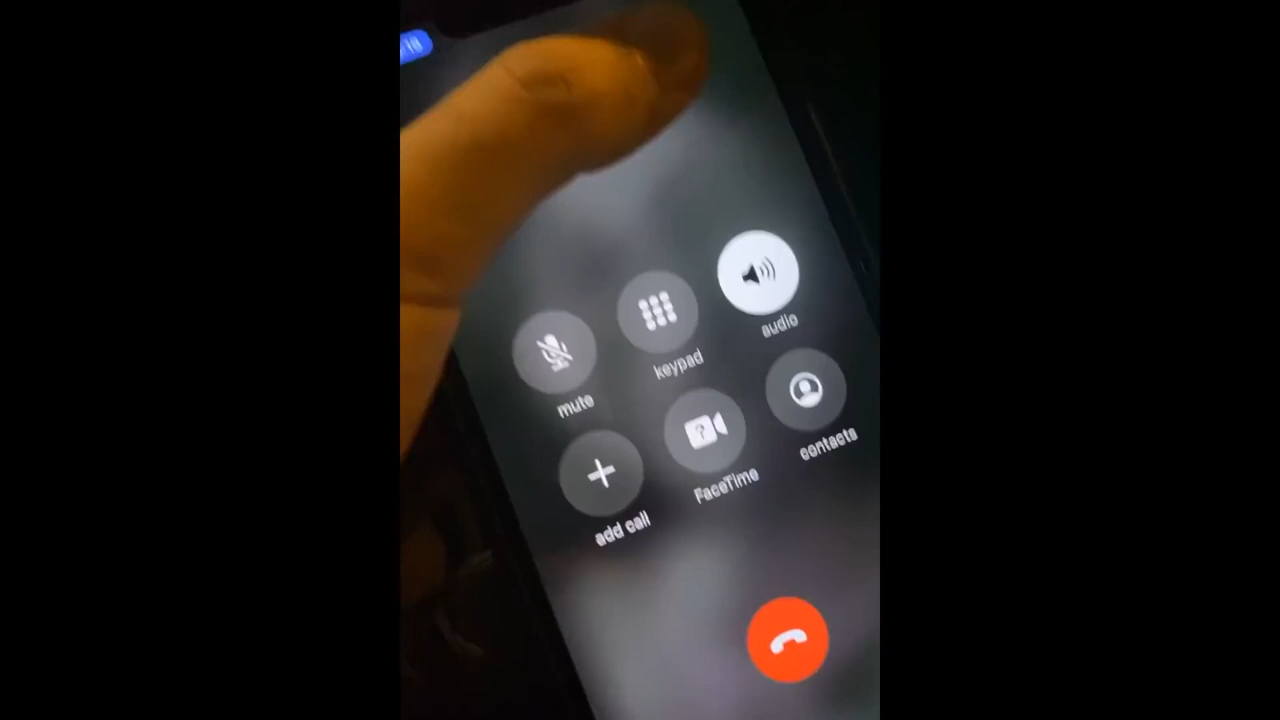 mute
keypad
audio
add call
FaceTime
contacts